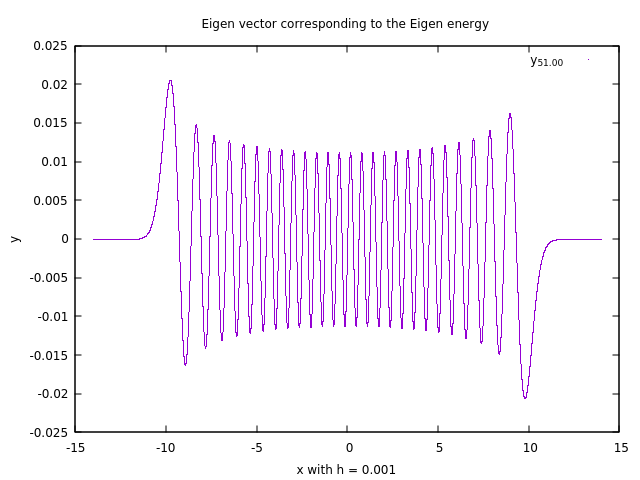 Eigen vector corresponding to the Eigen energy
y51.00
0.025
0.02
0.015
0.01
0.005
0
-0.005
-0.01
-0.015
-0.02
-0.025
y
-15 -10 -5 0 5 10 15
x with h = 0.001